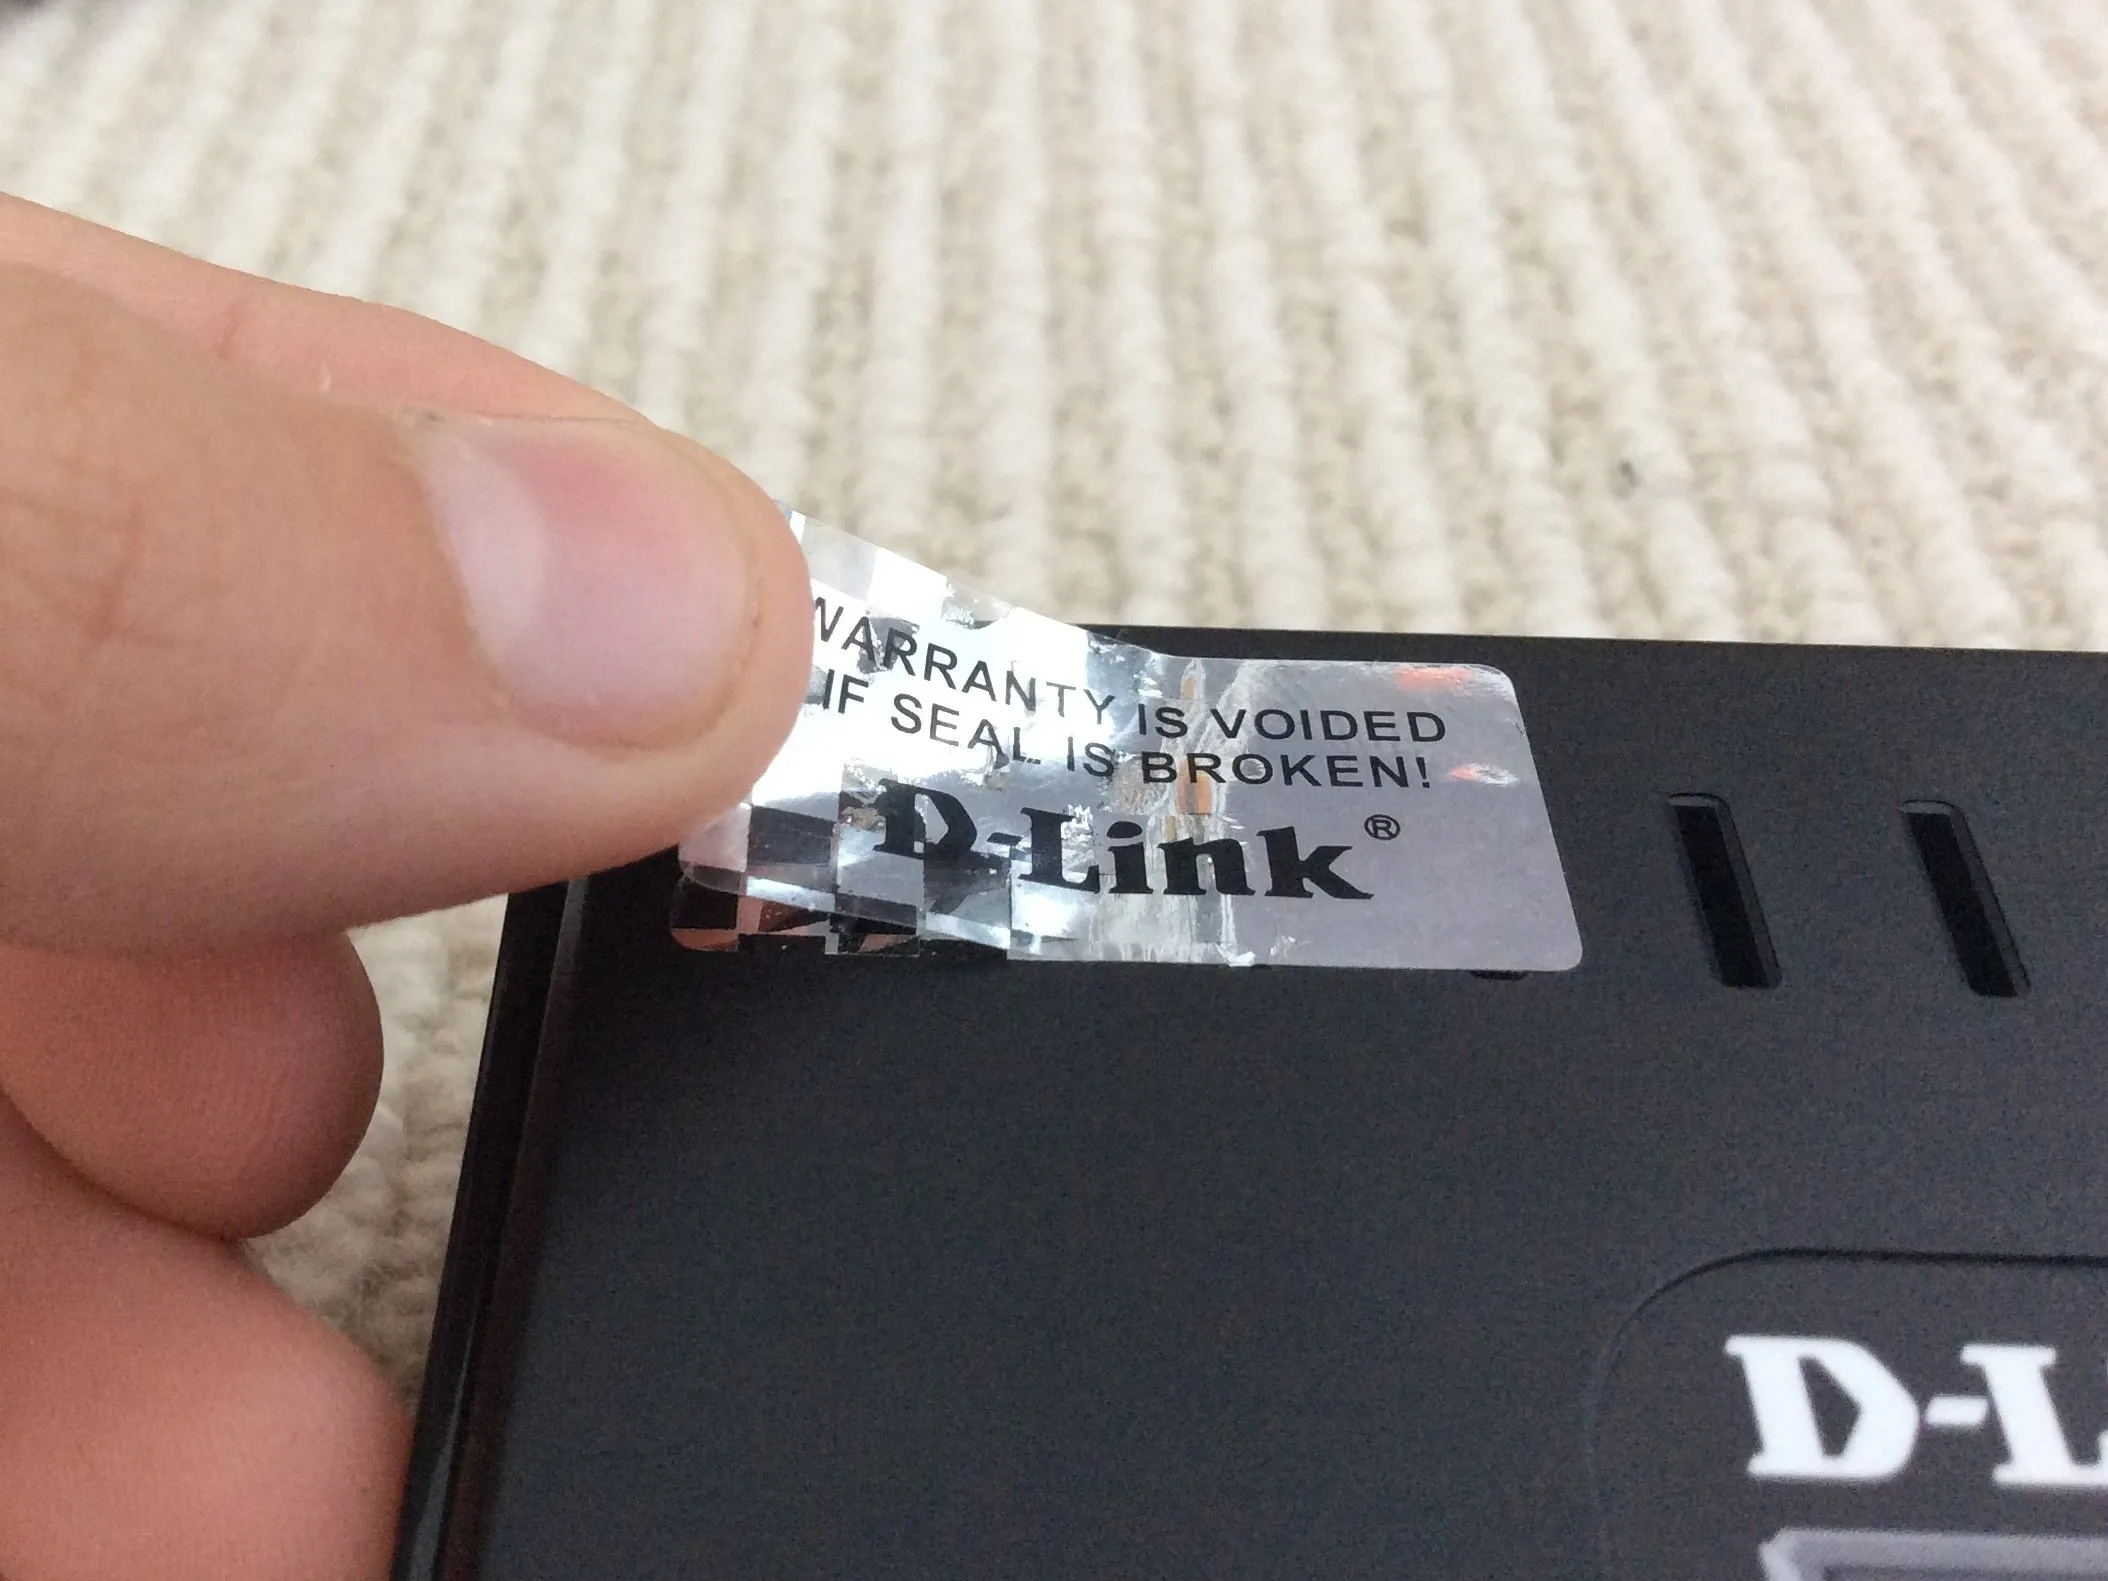 WARRANTY IS VOIDED
IF SEAL IS BROKEN!
D-Link®
D-L